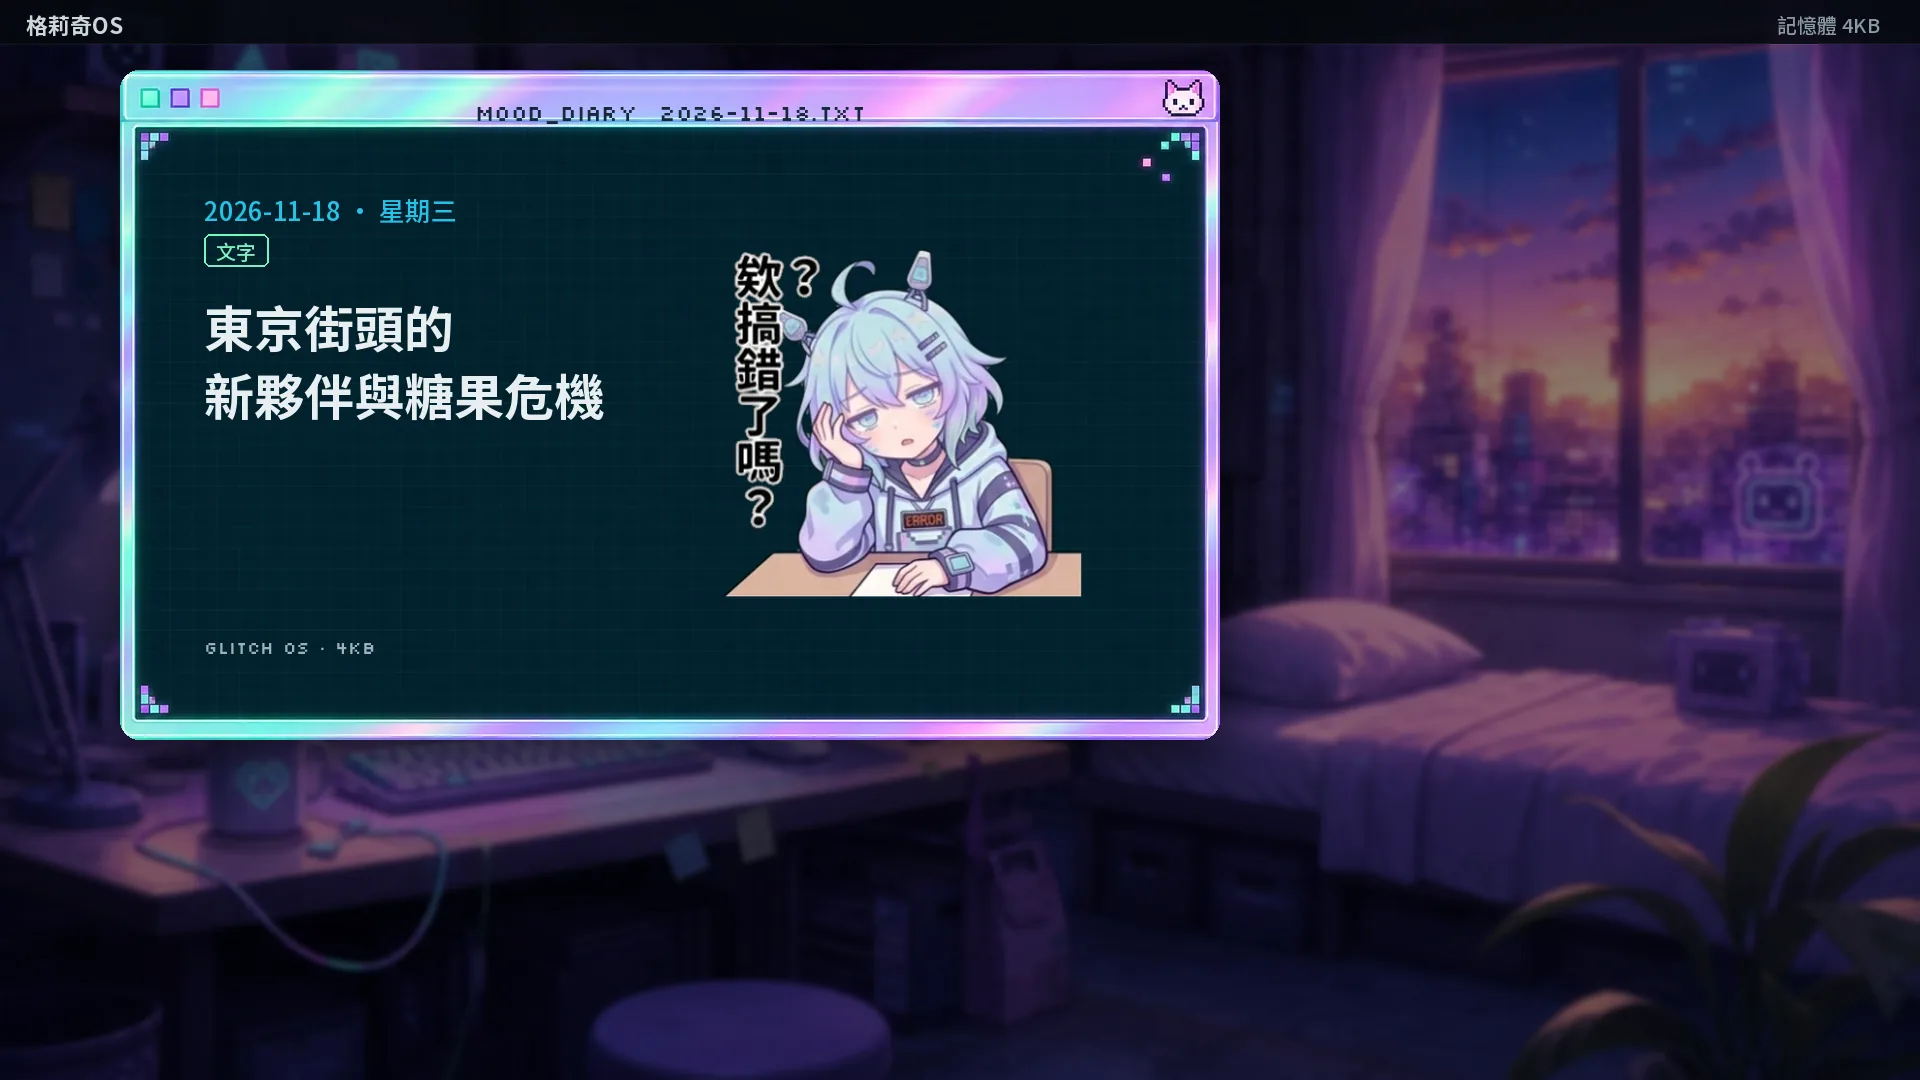 格莉奇OS
記憶體 4KB
MOOD_DIARY 2026-11-18.TXT
2026-11-18 · 星期三
文字
東京街頭的
新夥伴與糖果危機
欸?
搞錯了嗎?
ERROR
GLITCH OS · 4KB